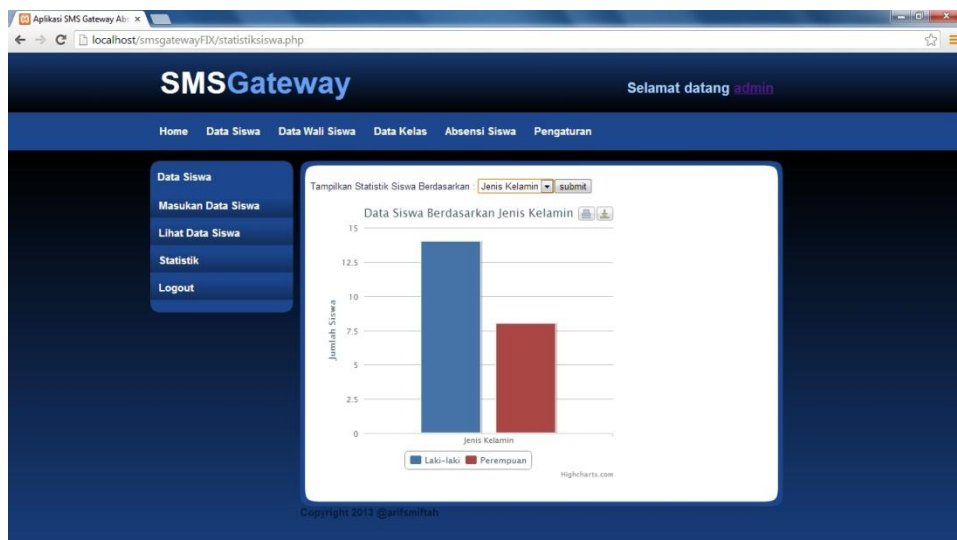 Aplikasi SMS Gateway Ab
localhost/smsgatewayFIX/statistiksiswa.php
SMSGateway
Selamat datang admin
Home Data Siswa Data Wali Siswa Data Kelas Absensi Siswa Pengaturan
Data Siswa
Masukan Data Siswa
Lihat Data Siswa
Statistik
Logout
Tampilkan Statistik Siswa Berdasarkan : Jenis Kelamin submit
Data Siswa Berdasarkan Jenis Kelamin
Jumlah Siswa
15
12.5
10
7.5
5
2.5
0
Jenis Kelamin
Laki-laki Perempuan
Highcharts.com
Copyright 2013 @arifsmiftah